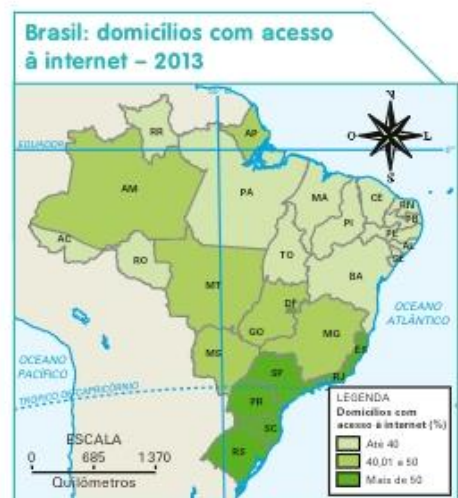 Brasil: domicílios com acesso
à internet – 2013
N
O
L
S
EQUADOR
0°
RR
AP
AM
PA
MA
CE
RN
PB
PI
PE
AL
SE
AC
RO
TO
BA
MT
DF
GO
MG
ES
MS
SP
RJ
PR
SC
RS
OCEANO
ATLÂNTICO
OCEANO
PACÍFICO
TRÓPICO DE CAPRICÓRNIO
ESCALA
0 685 1 370
Quilômetros
LEGENDA
Domicílios com
acesso à internet (%)
Até 40
40,01 a 50
Mais de 50